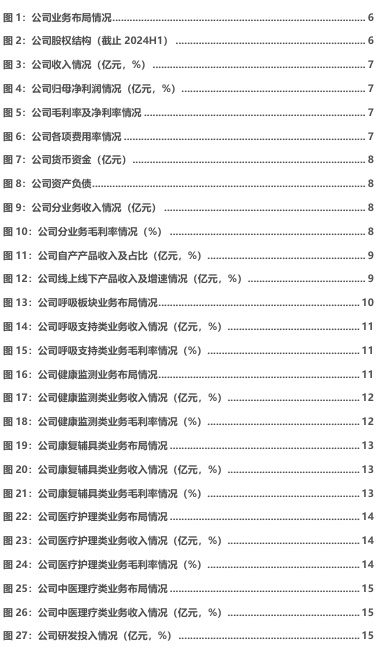 图 1：公司业务布局情况 6
图 2：公司股权结构（截止 2024H1） 6
图 3：公司收入情况（亿元，%） 7
图 4：公司归母净利润情况（亿元，%） 7
图 5：公司毛利率及净利率情况 7
图 6：公司各项费用率情况 7
图 7：公司货币资金（亿元） 8
图 8：公司资产负债 8
图 9：公司分业务收入情况（亿元） 8
图 10：公司分业务毛利率情况（%） 8
图 11：公司自产产品收入及占比（亿元，%） 9
图 12：公司线上线下产品收入及增速情况（亿元，%） 9
图 13：公司呼吸板块业务布局情况 10
图 14：公司呼吸支持类业务收入情况（亿元，%） 11
图 15：公司呼吸支持类业务毛利率情况（%） 11
图 16：公司健康监测业务布局情况 11
图 17：公司健康监测类业务收入情况（亿元，%） 12
图 18：公司健康监测类业务毛利率情况（%） 12
图 19：公司康复辅具类业务布局情况 13
图 20：公司康复辅具类业务收入情况（亿元，%） 13
图 21：公司康复辅具类业务毛利率情况（%） 13
图 22：公司医疗护理类业务布局情况 14
图 23：公司医疗护理类业务收入情况（亿元，%） 14
图 24：公司医疗护理类业务毛利率情况（%） 14
图 25：公司中医理疗类业务布局情况 15
图 26：公司中医理疗类业务收入情况（亿元，%） 15
图 27：公司研发投入情况（亿元，%） 15